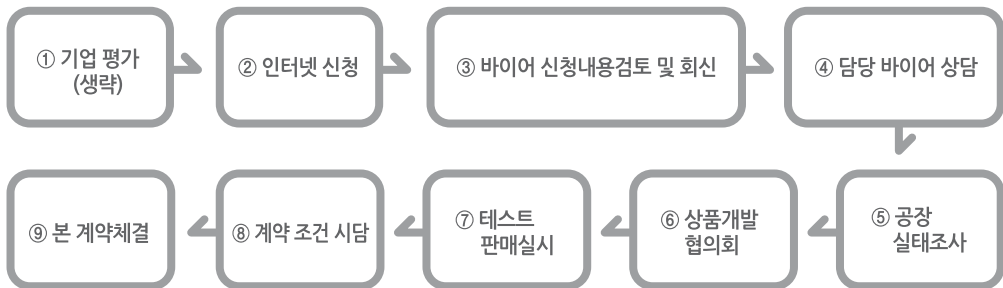 ① 기업 평가
(생략)
② 인터넷 신청
③ 바이어 신청내용검토 및 회신
④ 담당 바이어 상담
⑤ 공장
실태조사
⑥ 상품개발
협의회
⑦ 테스트
판매실시
⑧ 계약 조건 시담
⑨ 본 계약체결